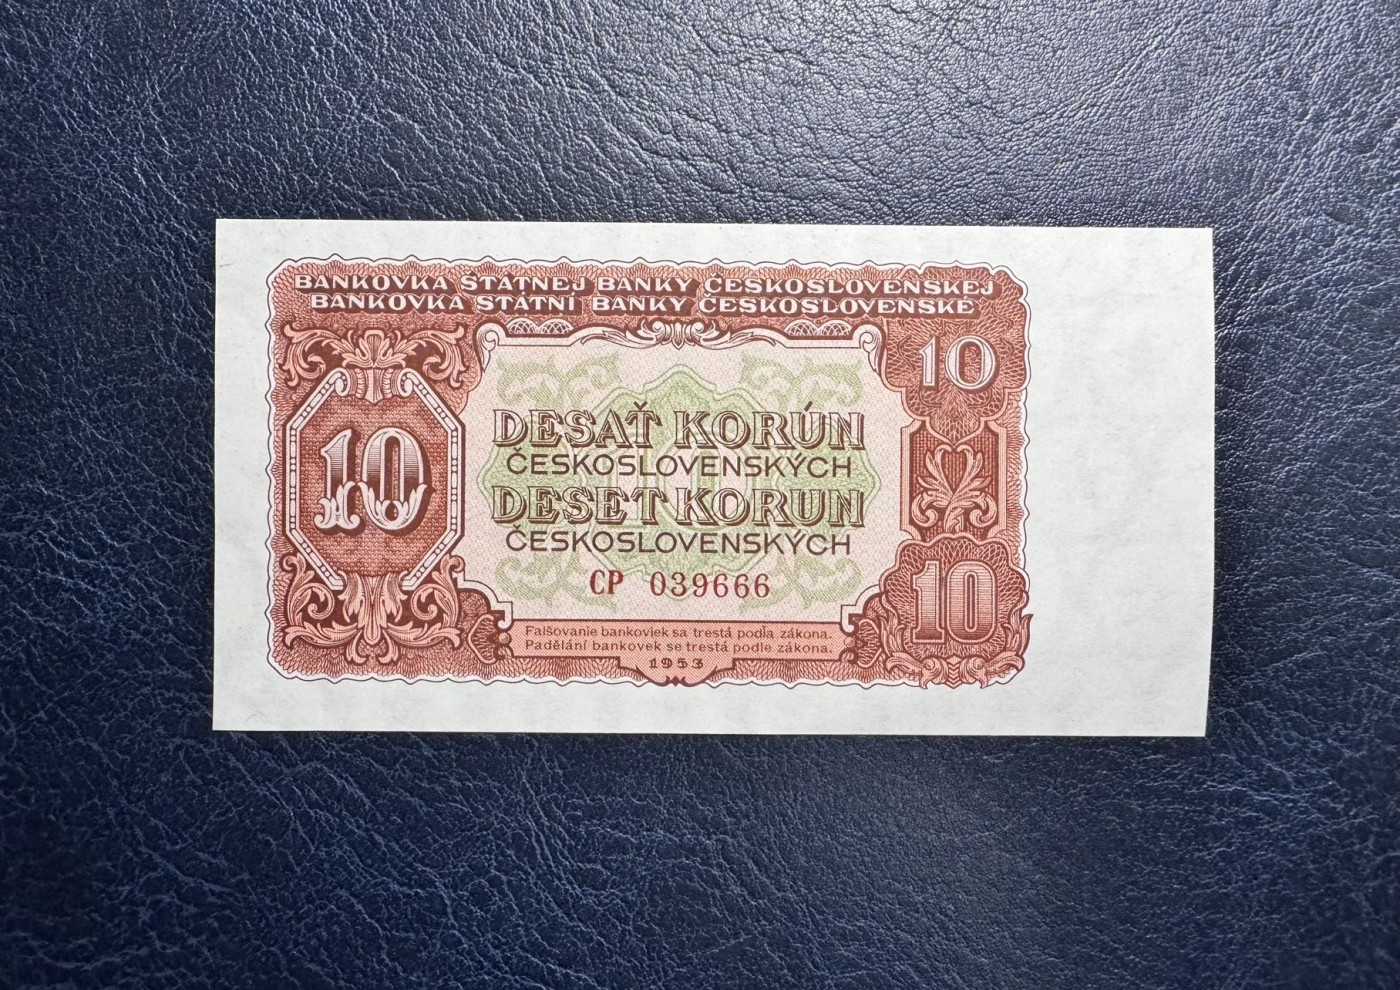 BANKOVKA ŠTÁTNEJ BANKY ČESKOSLOVENSKEJ
BANKOVKA STÁTNÍ BANKY ČESKOSLOVENSKÉ
10
10
DESAŤ KORÚN
ČESKOSLOVENSKÝCH
DESET KORUN
ČESKOSLOVENSKÝCH
CP 039666
10
Falšovanie bankoviek sa trestá podľa zákona.
Padělání bankovek se trestá podle zákona.
1953